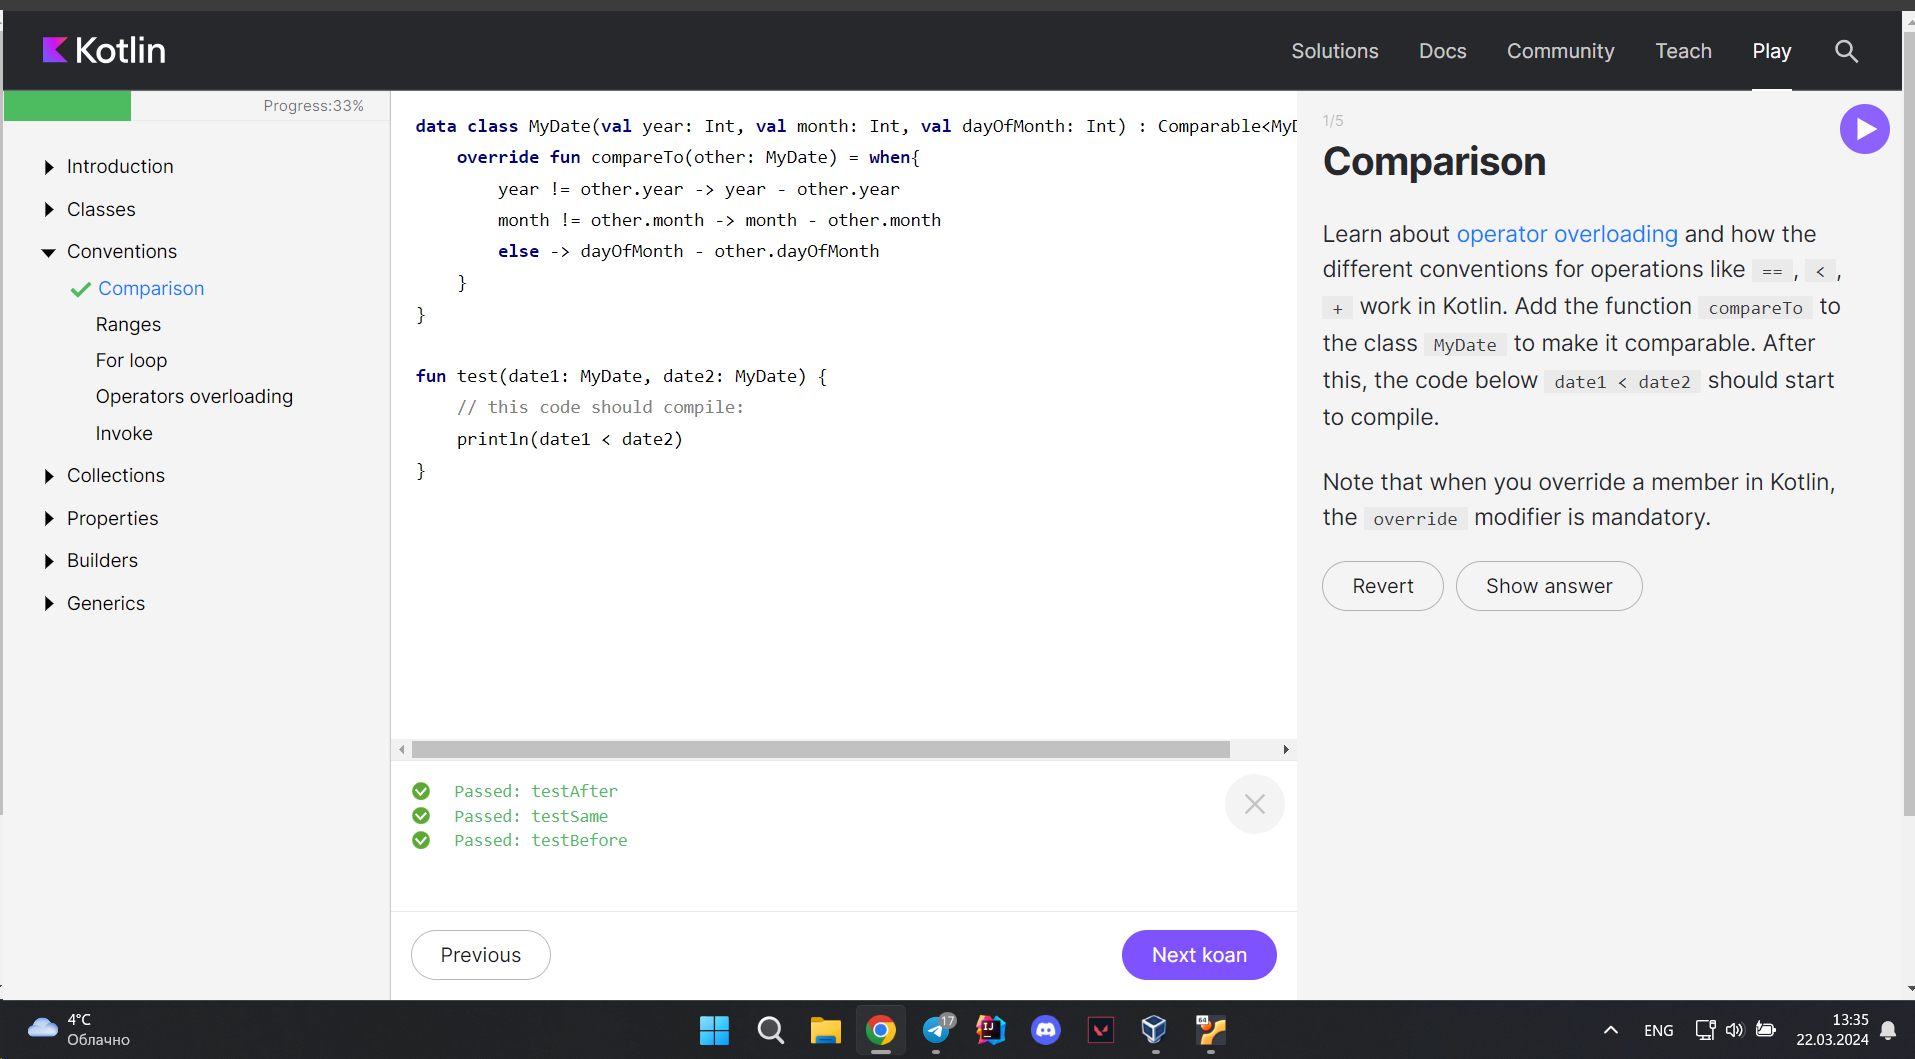 Kotlin
Solutions Docs Community Teach Play
Progress:33%
Introduction
Classes
Conventions
Comparison
Ranges
For loop
Operators overloading
Invoke
Collections
Properties
Builders
Generics
data class MyDate(val year: Int, val month: Int, val dayOfMonth: Int) : Comparable<MyD
override fun compareTo(other: MyDate) = when{
year != other.year -> year - other.year
month != other.month -> month - other.month
else -> dayOfMonth - other.dayOfMonth
}
}
fun test(date1: MyDate, date2: MyDate) {
// this code should compile:
println(date1 < date2)
}
Passed: testAfter
Passed: testSame
Passed: testBefore
Previous
Next koan
1/5
Comparison
Learn about operator overloading and how the
different conventions for operations like == , < ,
+ work in Kotlin. Add the function compareTo to
the class MyDate to make it comparable. After
this, the code below date1 < date2 should start
to compile.
Note that when you override a member in Kotlin,
the override modifier is mandatory.
Revert
Show answer
4°C
Облачно
17
IJ
64
ENG
13:35
22.03.2024